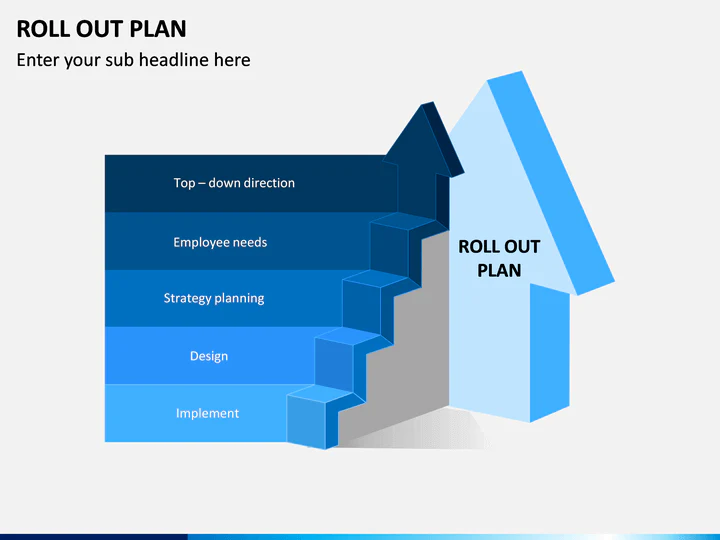 ROLL OUT PLAN
Enter your sub headline here
Top – down direction
Employee needs
Strategy planning
Design
Implement
ROLL OUT
PLAN